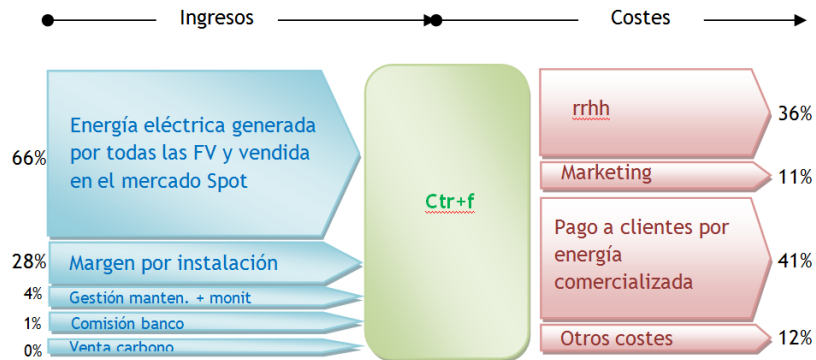 Ingresos
Costes
66%
Energía eléctrica generada
por todas las FV y vendida
en el mercado Spot
28%
Margen por instalación
4%
Gestión manten. + monit
1%
Comisión banco
0%
Venta carbono
Ctr+f
rrhh
36%
Marketing
11%
Pago a clientes por
energía
comercializada
41%
Otros costes
12%